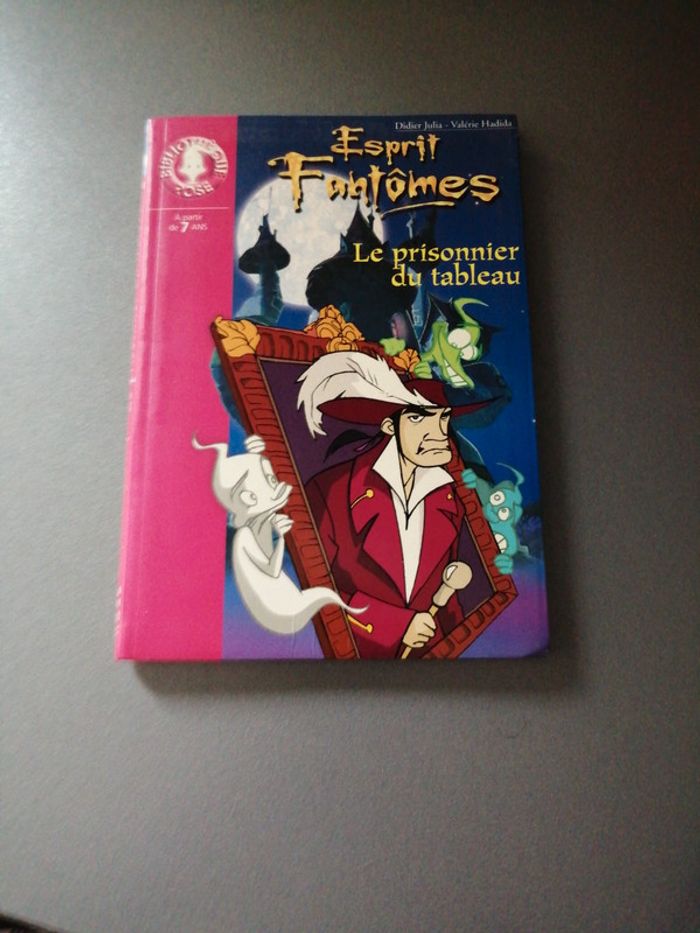 Didier Julia - Valérie Hadida
Esprit
Fantômes
Le prisonnier
du tableau
BIBLIOTHÈQUE
ROSE
A partir
de 7 ANS